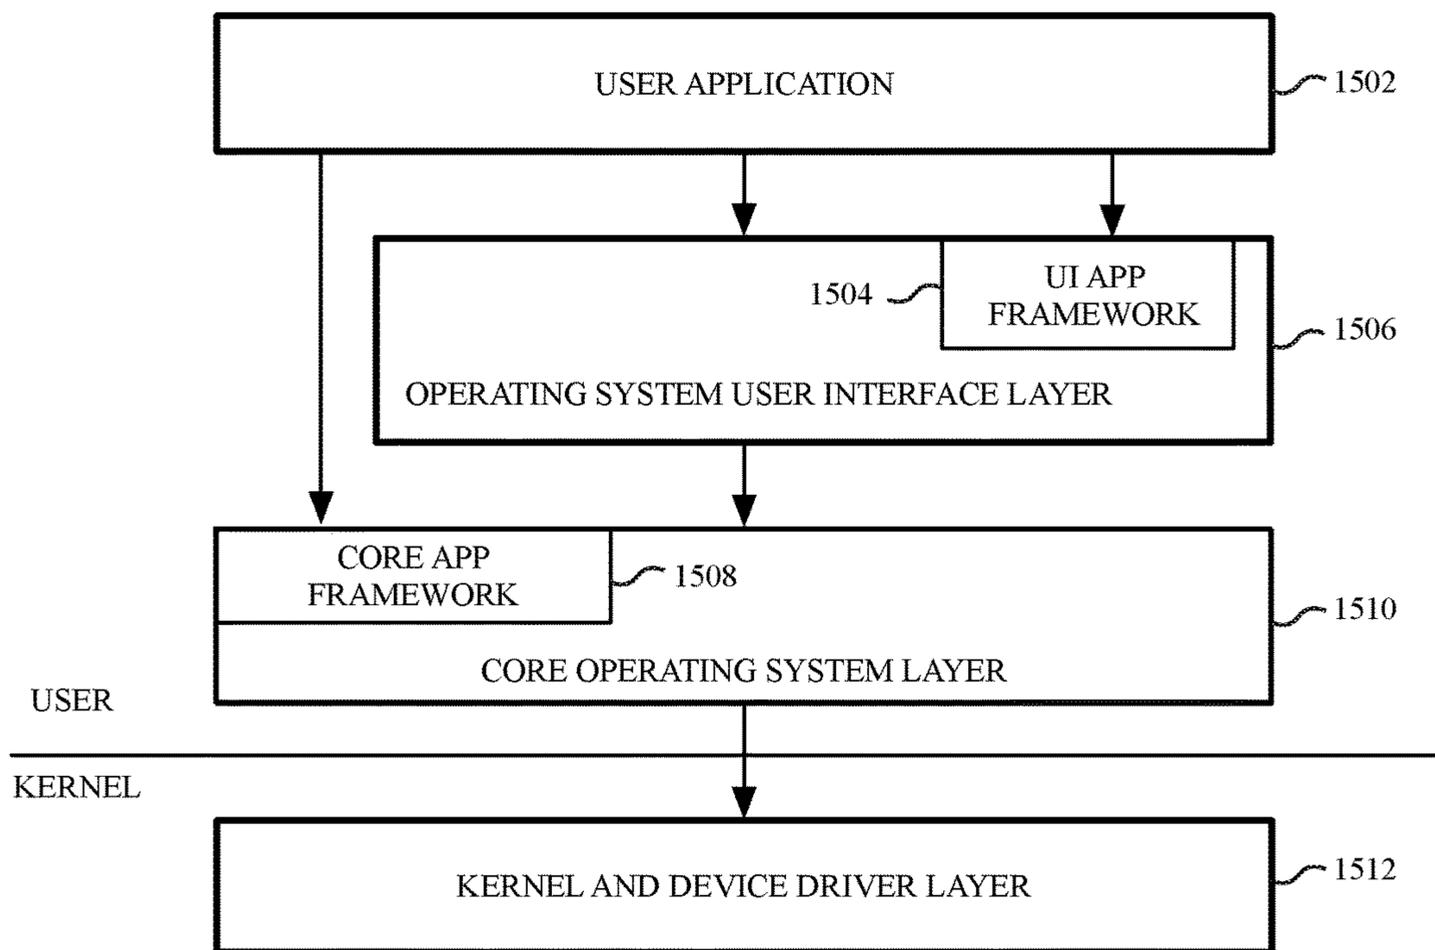 USER APPLICATION
1502
UI APP
FRAMEWORK
1504
1506
OPERATING SYSTEM USER INTERFACE LAYER
CORE APP
FRAMEWORK
1508
1510
CORE OPERATING SYSTEM LAYER
USER
KERNEL
KERNEL AND DEVICE DRIVER LAYER
1512